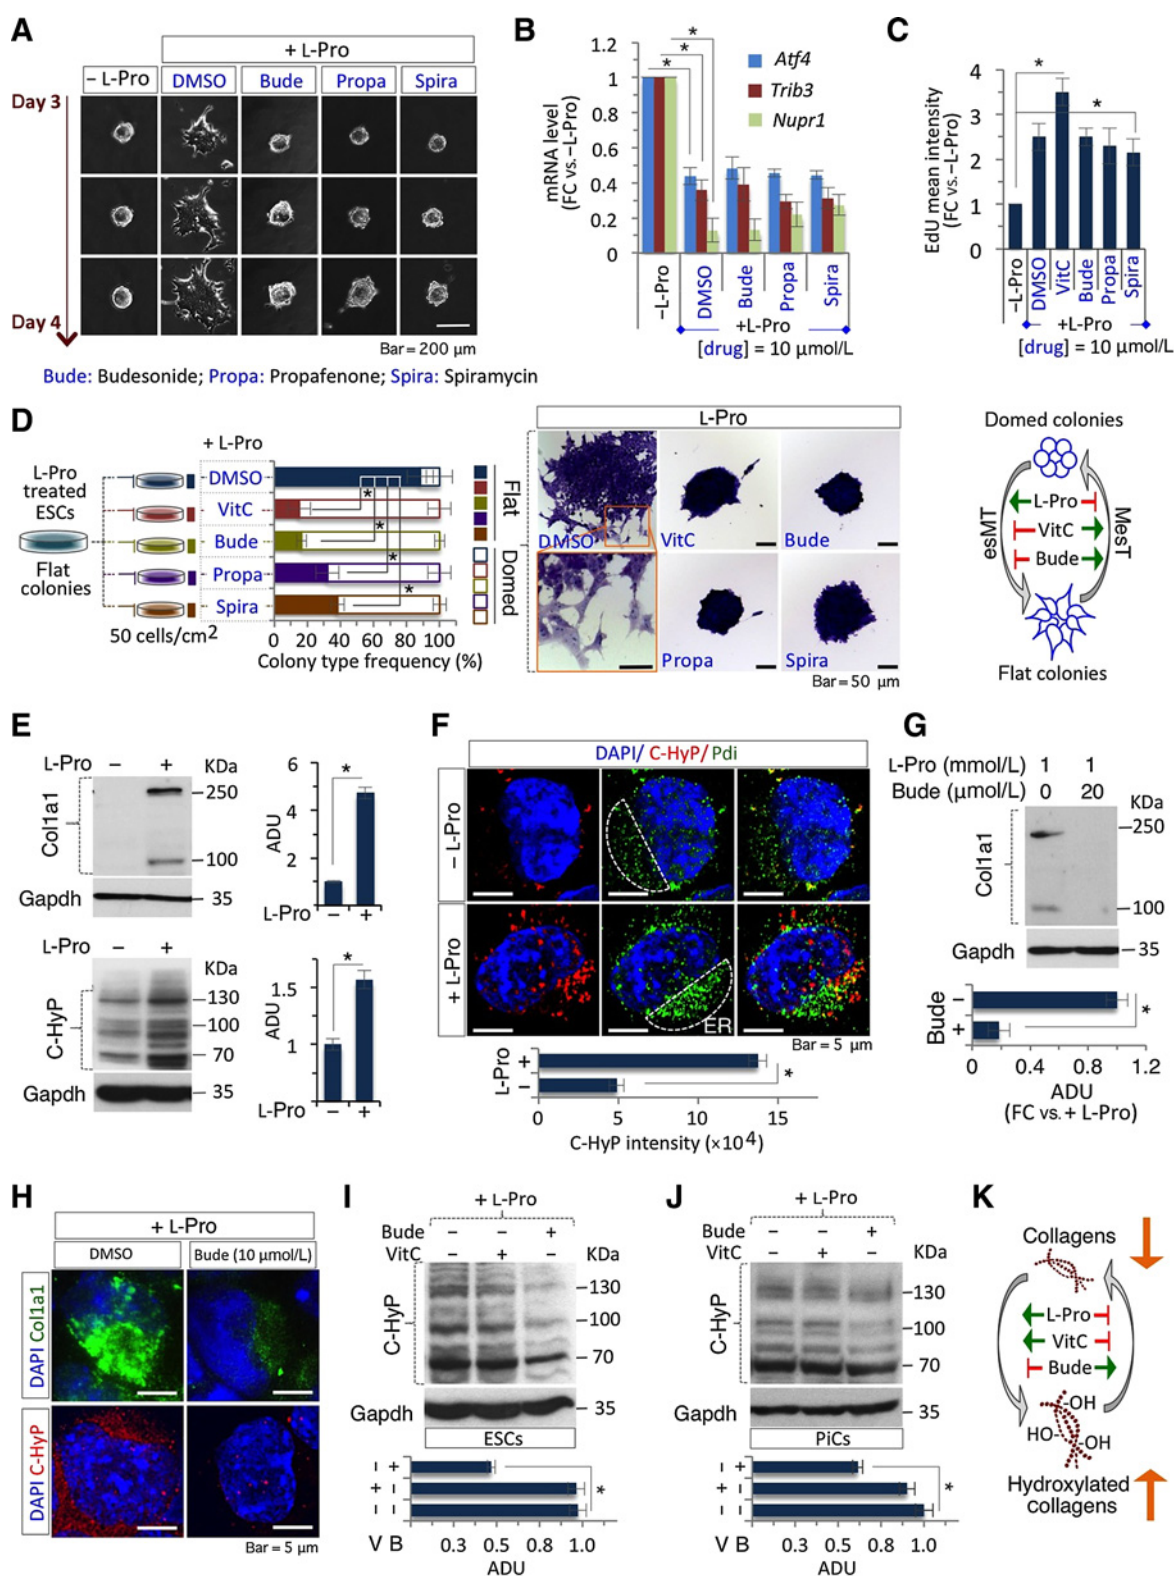 A
+ L-Pro
– L-Pro
DMSO
Bude
Propa
Spira
Day 3
Day 4
Bar = 200 µm
Bude: Budesonide; Propa: Propafenone; Spira: Spiramycin
B
mRNA level
(FC vs. –L-Pro)
1.2
1
0.8
0.6
0.4
0.2
0
*
*
*
Atf4
Trib3
Nupr1
–L-Pro
DMSO
Bude
Propa
Spira
+L-Pro
[drug] = 10 µmol/L
C
EdU mean intensity
(FC vs. –L-Pro)
4
3
2
1
0
*
*
–L-Pro
DMSO
VitC
Bude
Propa
Spira
+L-Pro
[drug] = 10 µmol/L
D
+ L-Pro
L-Pro
treated
ESCs
Flat
colonies
50 cells/cm2
DMSO
VitC
Bude
Propa
Spira
*
*
*
*
0 20 40 60 80 100
Colony type frequency (%)
Flat
Domed
L-Pro
DMSO
VitC
Bude
Propa
Spira
Bar = 50 µm
Domed colonies
esMT
L-Pro
VitC
Bude
MesT
Flat colonies
E
L-Pro – + KDa
Col1a1
250
100
Gapdh
35
ADU
6
4
2
0
*
L-Pro – +
L-Pro – +
KDa
C-HyP
130
100
70
Gapdh
35
ADU
1.5
1
0
*
L-Pro – +
F
DAPI/ C-HyP/ Pdi
– L-Pro
+ L-Pro
ER
Bar = 5 µm
L-Pro
+
–
*
0 5 10 15
C-HyP intensity (×104)
G
L-Pro (mmol/L) 1 1
Bude (µmol/L) 0 20
KDa
Col1a1
250
100
Gapdh
35
Bude
–
+
*
0 0.4 0.8 1.2
ADU
(FC vs. + L-Pro)
H
+ L-Pro
DMSO
Bude (10 µmol/L)
DAPI Col1a1
DAPI C-HyP
Bar = 5 µm
I
+ L-Pro
Bude – – +
VitC – + –
KDa
C-HyP
130
100
70
Gapdh
35
ESCs
– +
+ –
– –
*
V B 0.3 0.5 0.8 1.0
ADU
J
+ L-Pro
Bude – – +
VitC – + –
KDa
C-HyP
130
100
70
Gapdh
35
PiCs
– +
+ –
– –
*
V B 0.3 0.5 0.8 1.0
ADU
K
Collagens
L-Pro
VitC
Bude
-OH
HO-
-OH
Hydroxylated
collagens